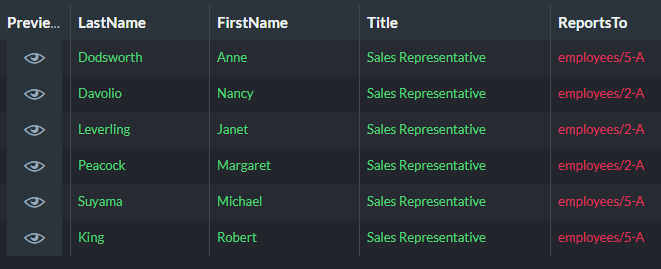 Previe... LastName FirstName Title ReportsTo
Dodsworth Anne Sales Representative employees/5-A
Davolio Nancy Sales Representative employees/2-A
Leverling Janet Sales Representative employees/2-A
Peacock Margaret Sales Representative employees/2-A
Suyama Michael Sales Representative employees/5-A
King Robert Sales Representative employees/5-A